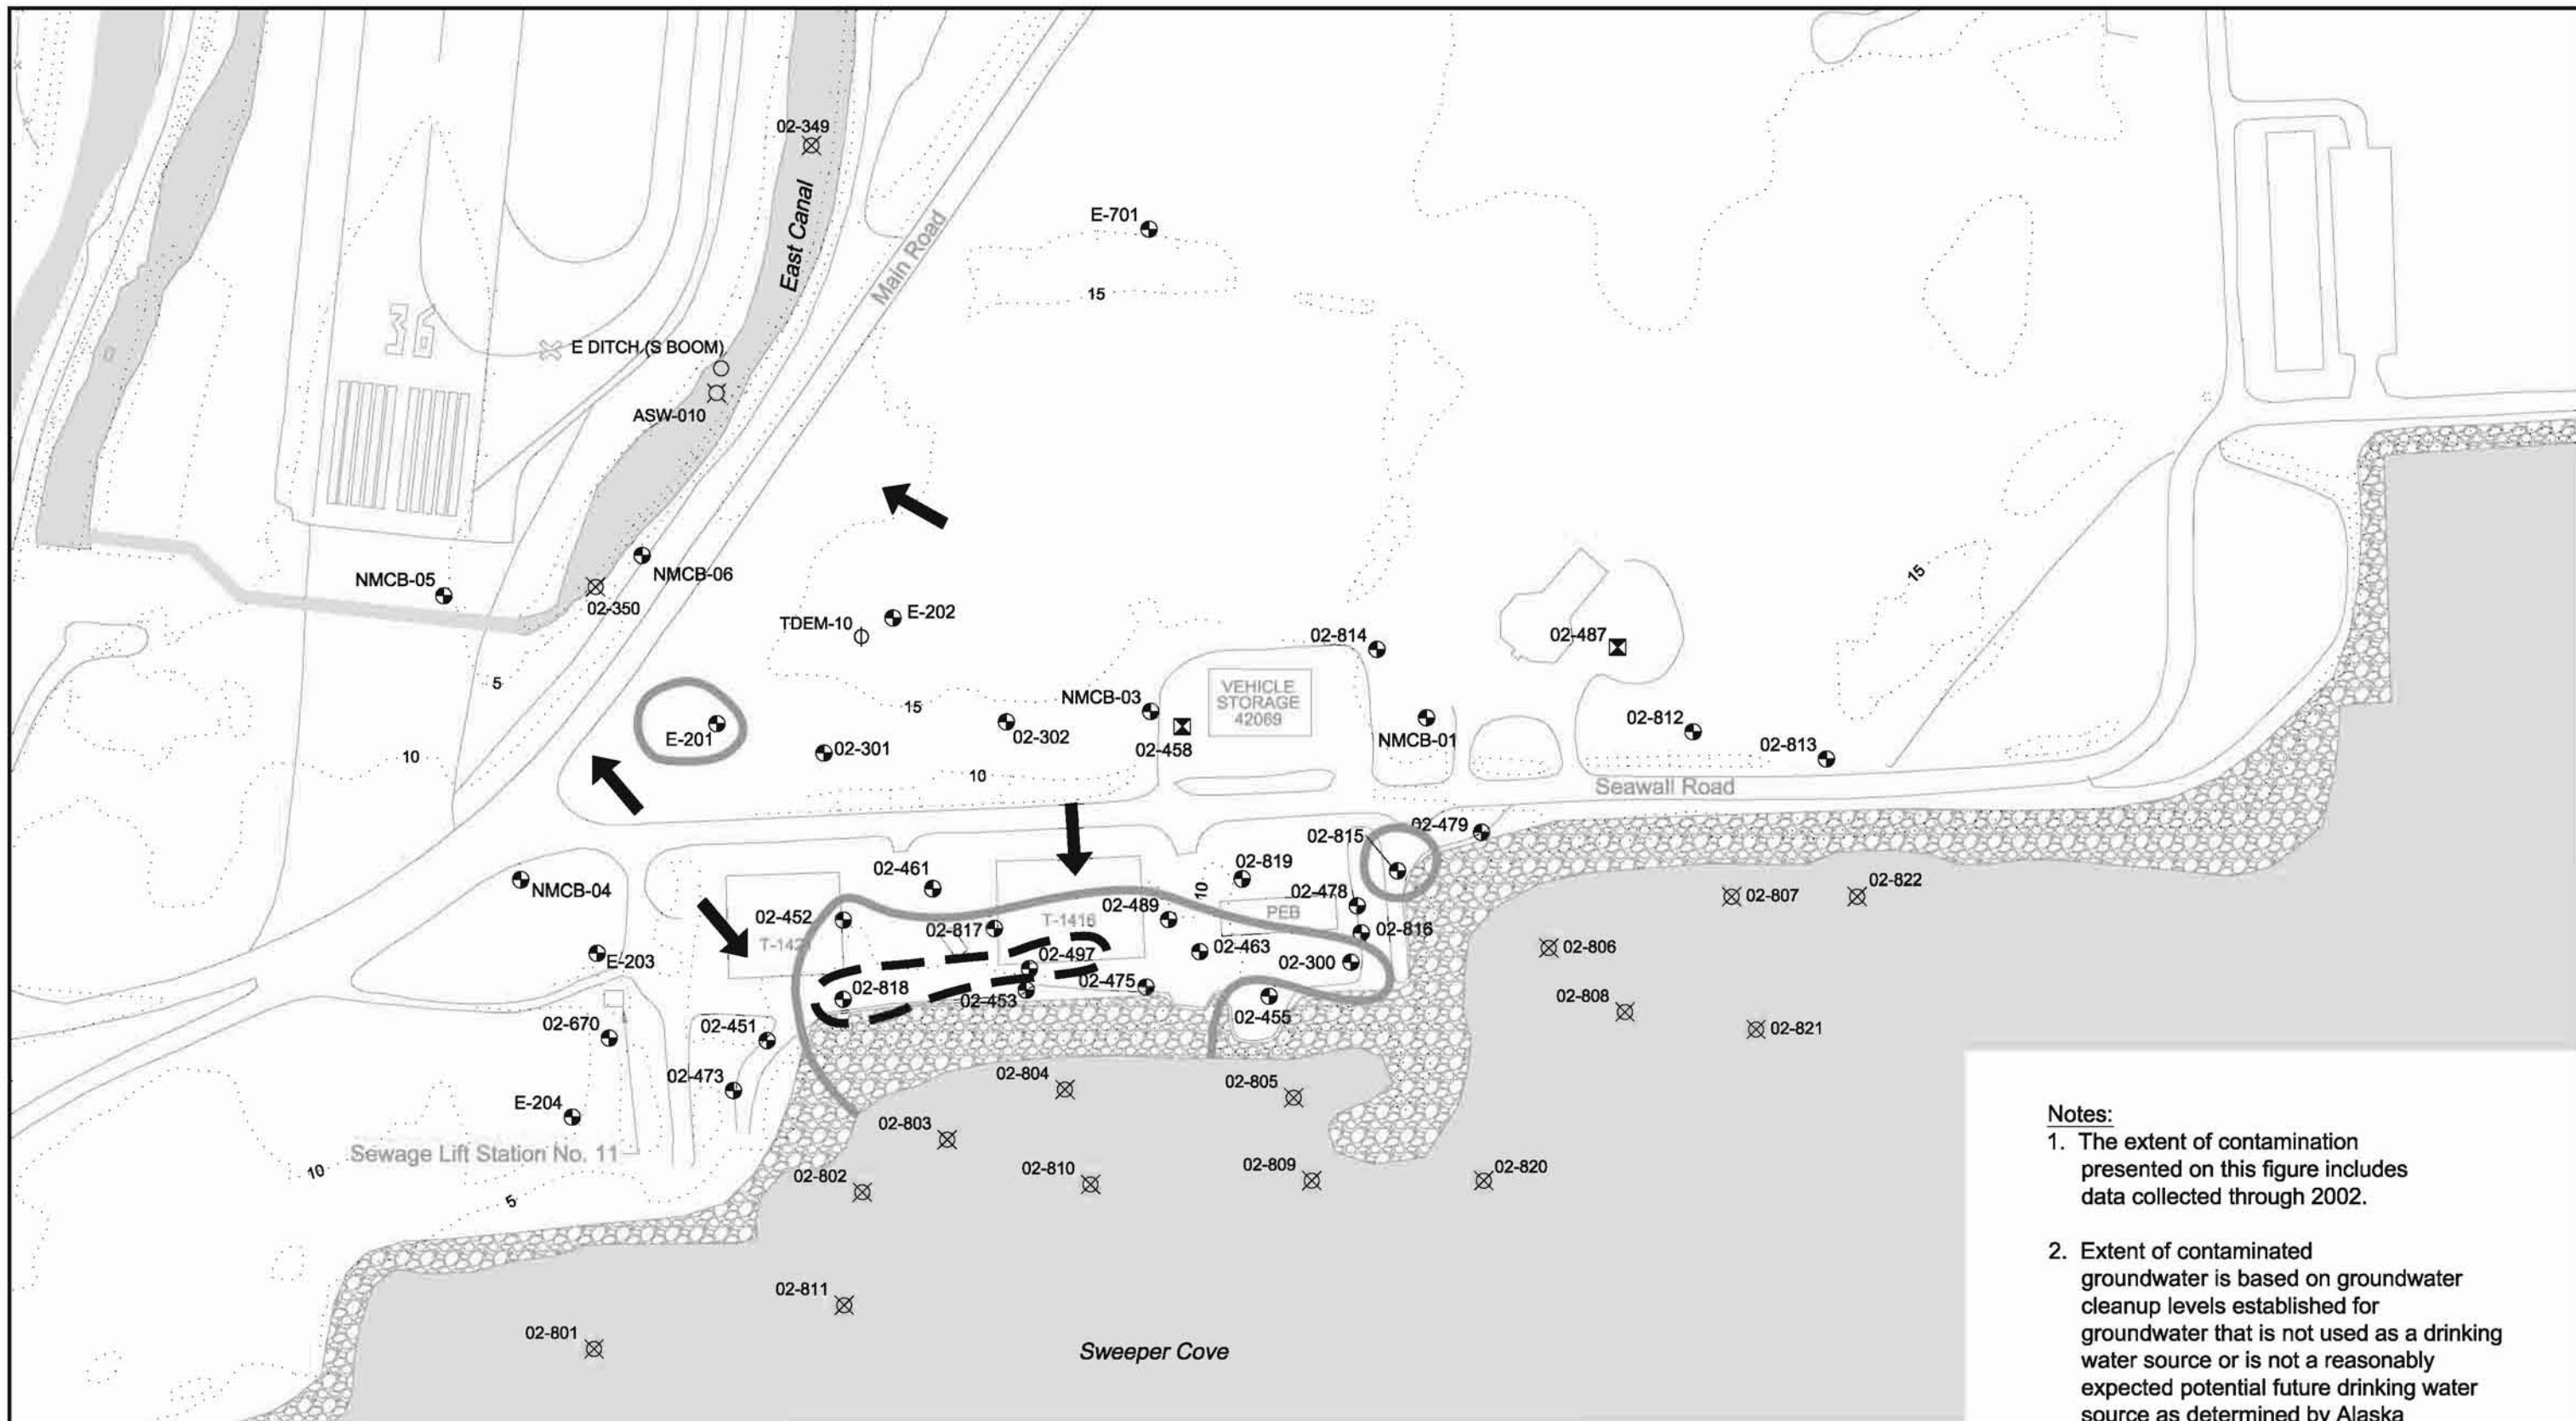 02-349
East Canal
Main Road
E-701
15
E DITCH (S BOOM)
ASW-010
NMCB-05
NMCB-06
02-350
TDEM-10
E-202
02-814
02-487
15
5
E-201
15
02-301
02-302
NMCB-03
02-458
VEHICLE
STORAGE
42069
NMCB-01
02-812
02-813
10
10
Seawall Road
02-815
02-479
02-461
02-819
NMCB-04
02-452
T-1416
02-489
10
02-478
PEB
02-817
02-816
E-203
02-497
02-463
02-300
02-818
02-453
02-475
02-455
02-670
02-451
02-473
E-204
Sewage Lift Station No. 11
10
5
02-807
02-822
02-806
02-808
02-821
02-804
02-805
02-803
02-802
02-810
02-809
02-820
02-811
02-801
Sweeper Cove
Notes:
1. The extent of contamination
presented on this figure includes
data collected through 2002.
2. Extent of contaminated
groundwater is based on groundwater
cleanup levels established for
groundwater that is not used as a drinking
water source or is not a reasonably
expected potential future drinking water
source as determined by Alaska